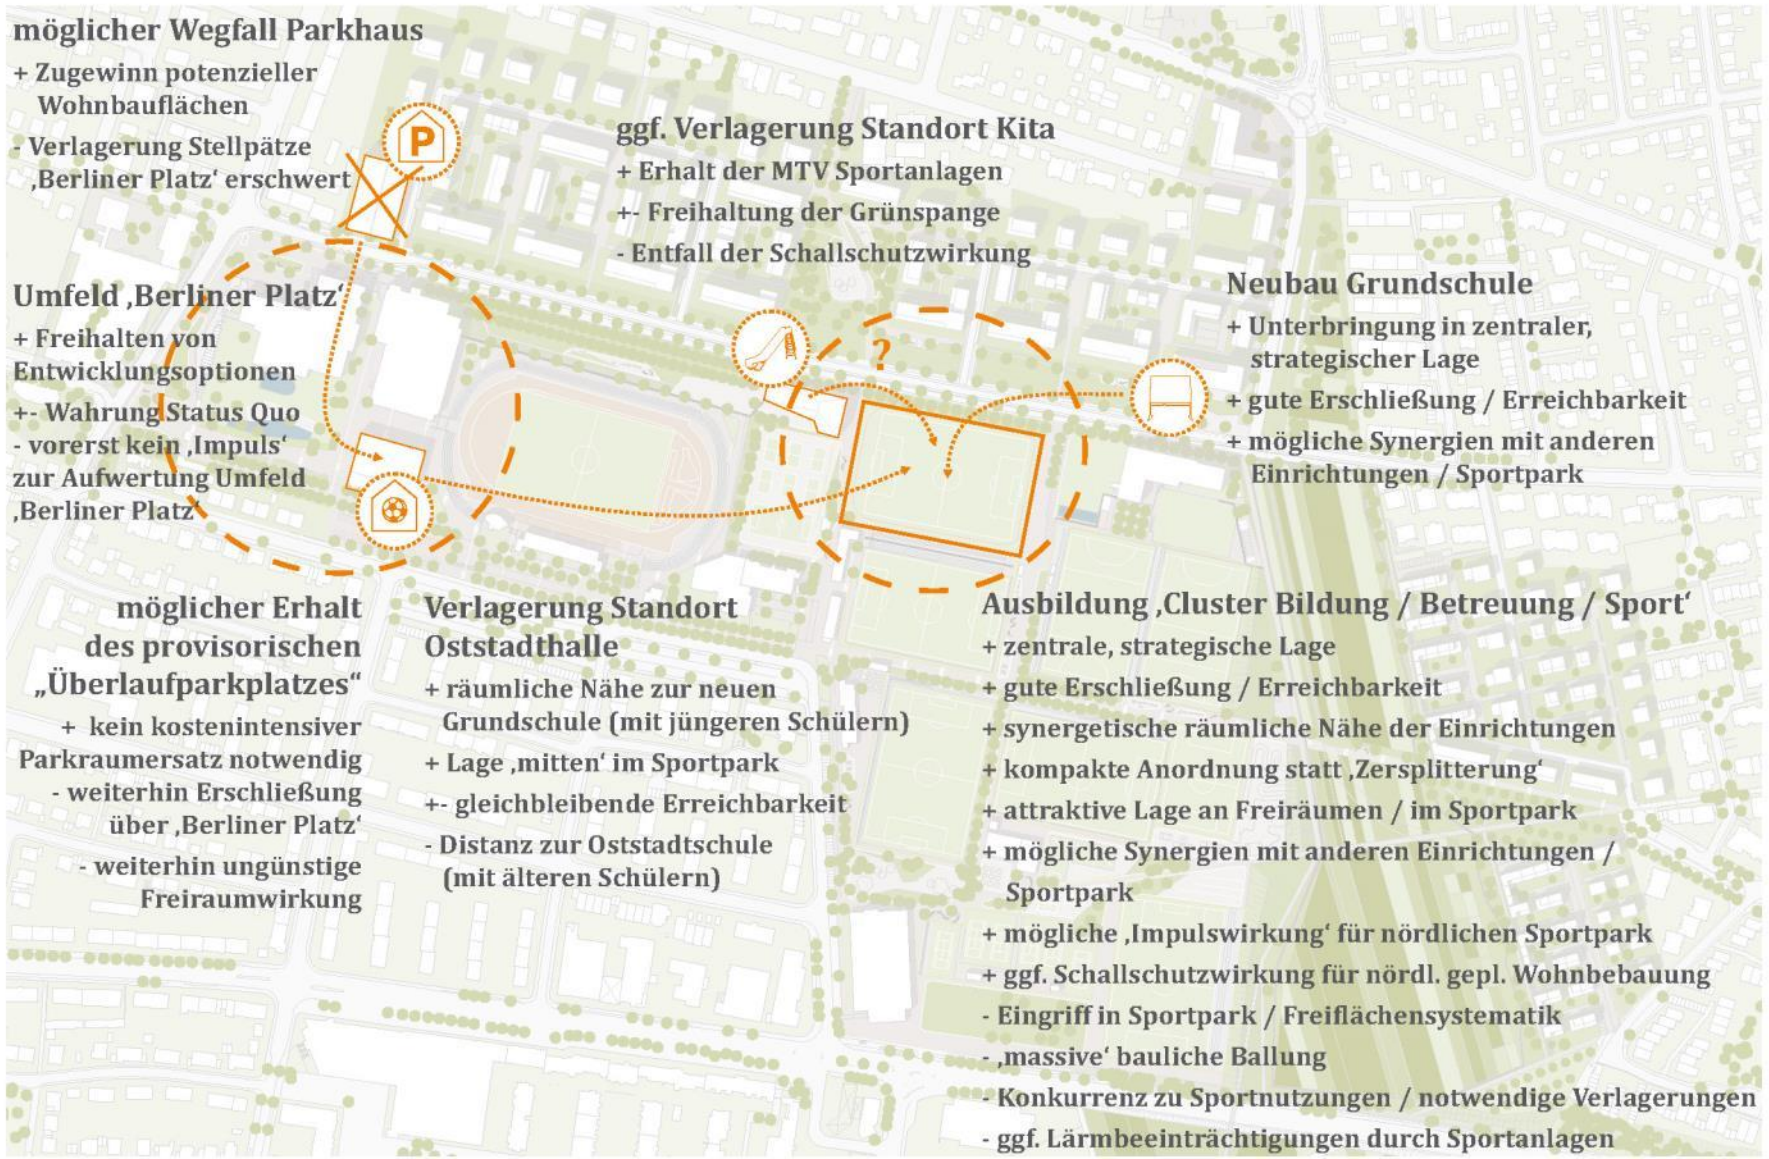 möglicher Wegfall Parkhaus
+ Zugewinn potenzieller
Wohnbauflächen
- Verlagerung Stellpätze
‚Berliner Platz‘ erschwert
P
ggf. Verlagerung Standort Kita
+ Erhalt der MTV Sportanlagen
+- Freihaltung der Grünspange
- Entfall der Schallschutzwirkung
?
Umfeld ‚Berliner Platz‘
+ Freihalten von
Entwicklungsoptionen
+- Wahrung Status Quo
- vorerst kein ‚Impuls‘
zur Aufwertung Umfeld
‚Berliner Platz‘
Neubau Grundschule
+ Unterbringung in zentraler,
strategischer Lage
+ gute Erschließung / Erreichbarkeit
+ mögliche Synergien mit anderen
Einrichtungen / Sportpark
möglicher Erhalt
des provisorischen
„Überlaufparkplatzes“
+ kein kostenintensiver
Parkraumersatz notwendig
- weiterhin Erschließung
über ‚Berliner Platz‘
- weiterhin ungünstige
Freiraumwirkung
Verlagerung Standort
Oststadthalle
+ räumliche Nähe zur neuen
Grundschule (mit jüngeren Schülern)
+ Lage ‚mitten‘ im Sportpark
+- gleichbleibende Erreichbarkeit
- Distanz zur Oststadtschule
(mit älteren Schülern)
Ausbildung ‚Cluster Bildung / Betreuung / Sport‘
+ zentrale, strategische Lage
+ gute Erschließung / Erreichbarkeit
+ synergetische räumliche Nähe der Einrichtungen
+ kompakte Anordnung statt ‚Zersplitterung‘
+ attraktive Lage an Freiräumen / im Sportpark
+ mögliche Synergien mit anderen Einrichtungen /
Sportpark
+ mögliche ‚Impulswirkung‘ für nördlichen Sportpark
+ ggf. Schallschutzwirkung für nördl. gepl. Wohnbebauung
- Eingriff in Sportpark / Freiflächensystematik
- ‚massive‘ bauliche Ballung
- Konkurrenz zu Sportnutzungen / notwendige Verlagerungen
- ggf. Lärmbeeinträchtigungen durch Sportanlagen